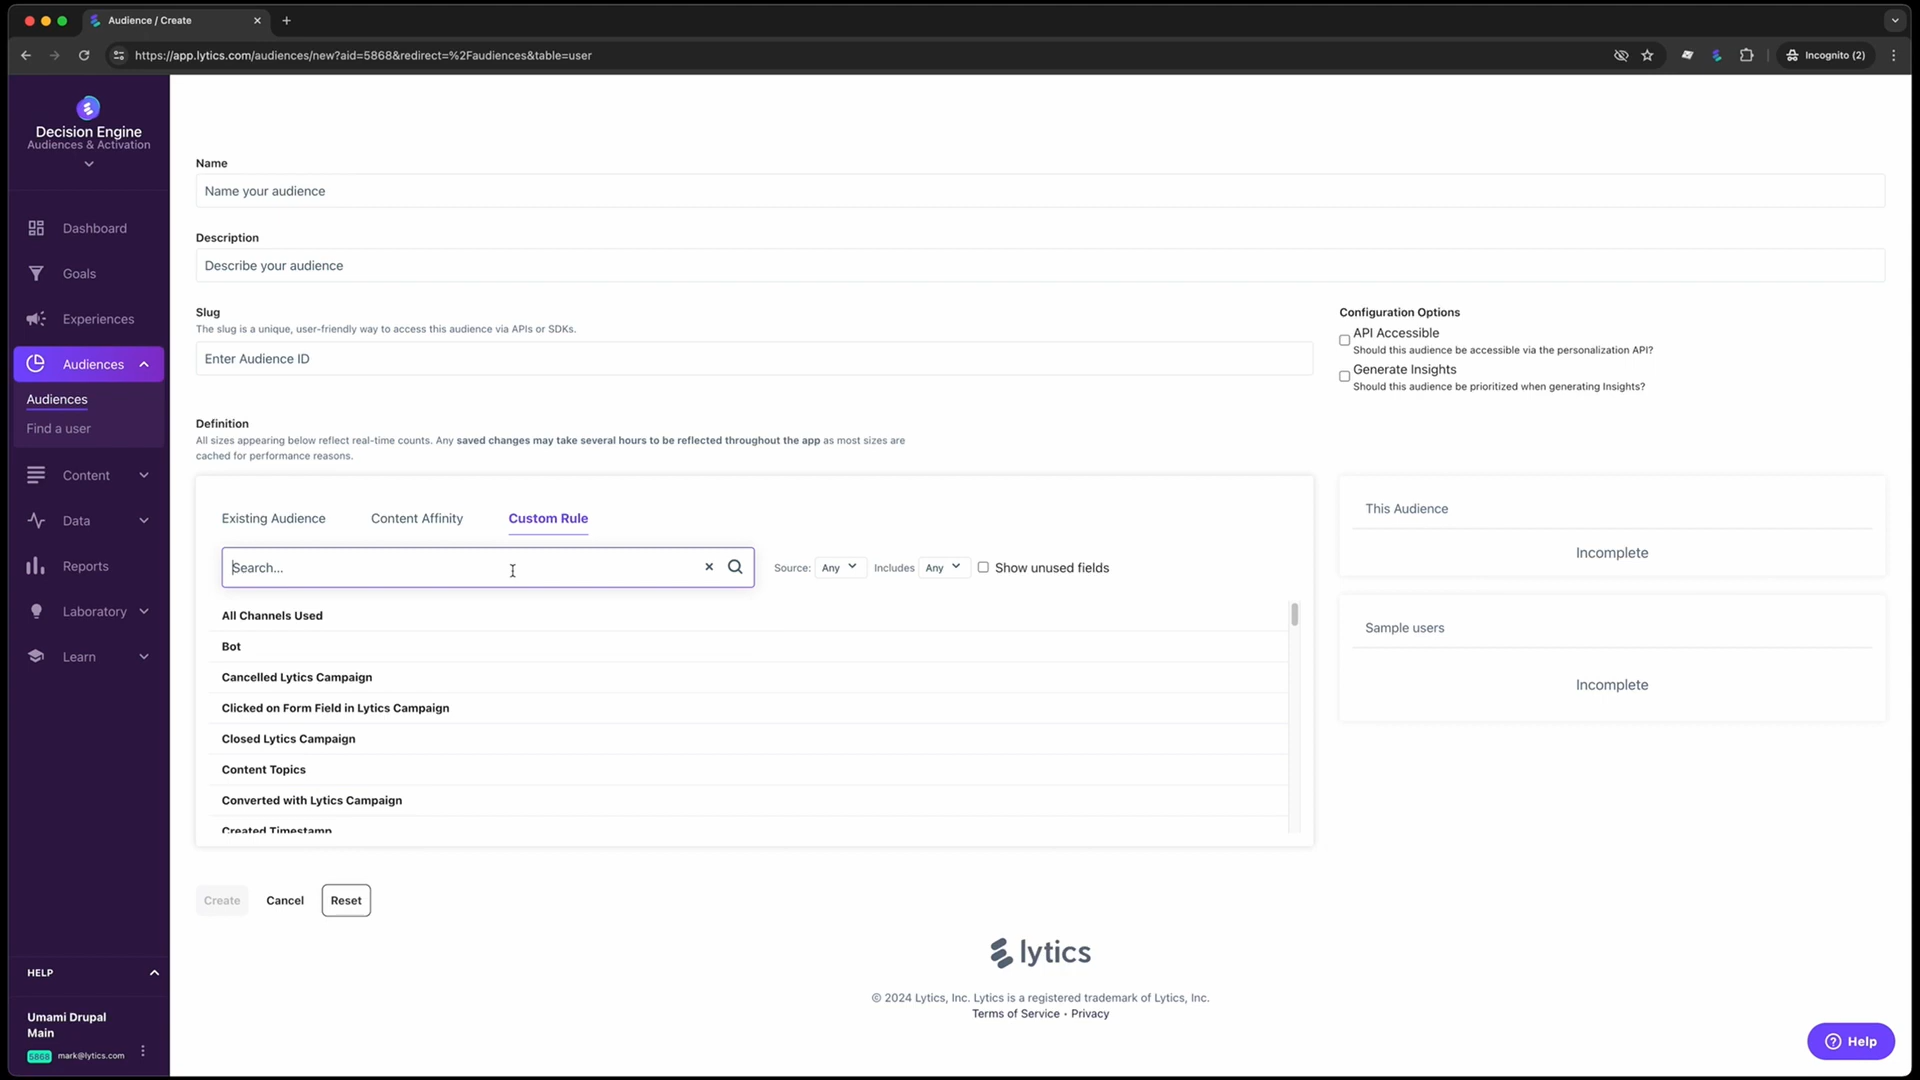 Audience / Create
https://app.lytics.com/audiences/new?aid=5868&redirect=%2Faudiences&table=user
Incognito (2)
Decision Engine
Audiences & Activation
Dashboard
Goals
Experiences
Audiences
Audiences
Find a user
Content
Data
Reports
Laboratory
Learn
HELP
Umami Drupal
Main
5868 mark@lytics.com
Name
Name your audience
Description
Describe your audience
Slug
The slug is a unique, user-friendly way to access this audience via APIs or SDKs.
Enter Audience ID
Configuration Options
API Accessible
Should this audience be accessible via the personalization API?
Generate Insights
Should this audience be prioritized when generating Insights?
Definition
All sizes appearing below reflect real-time counts. Any saved changes may take several hours to be reflected throughout the app as most sizes are
cached for performance reasons.
Existing Audience Content Affinity Custom Rule
Search... Source: Any Includes Any Show unused fields
All Channels Used
Bot
Cancelled Lytics Campaign
Clicked on Form Field in Lytics Campaign
Closed Lytics Campaign
Content Topics
Converted with Lytics Campaign
Created Timestamp
This Audience
Incomplete
Sample users
Incomplete
Create Cancel Reset
lytics
© 2024 Lytics, Inc. Lytics is a registered trademark of Lytics, Inc.
Terms of Service • Privacy
Help